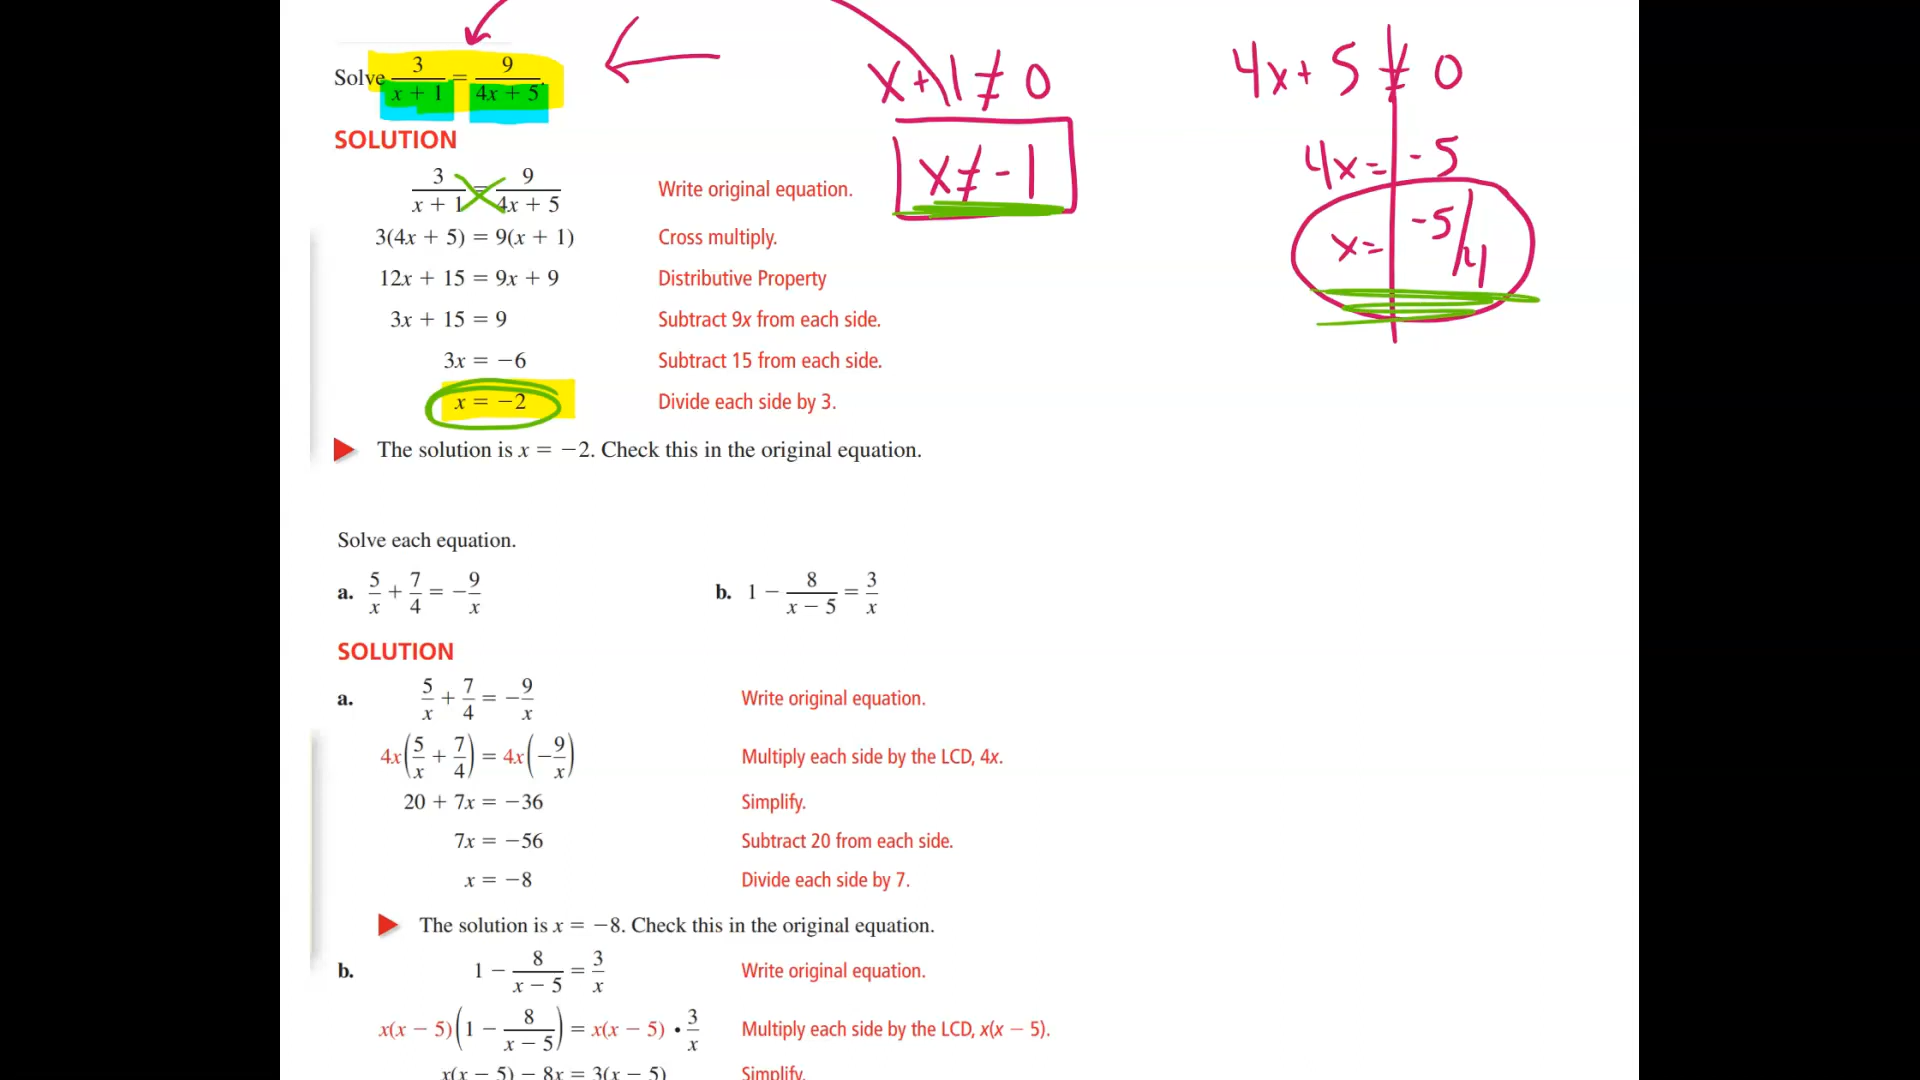 Solve 3/(x + 1) = 9/(4x + 5).
x + 1 ≠ 0
x ≠ -1
4x + 5 ≠ 0
4x = -5
x = -5/4
SOLUTION
3/(x + 1) = 9/(4x + 5) Write original equation.
3(4x + 5) = 9(x + 1) Cross multiply.
12x + 15 = 9x + 9 Distributive Property
3x + 15 = 9 Subtract 9x from each side.
3x = −6 Subtract 15 from each side.
x = −2 Divide each side by 3.
The solution is x = −2. Check this in the original equation.
Solve each equation.
a. 5/x + 7/4 = −9/x b. 1 − 8/(x − 5) = 3/x
SOLUTION
a. 5/x + 7/4 = −9/x Write original equation.
4x(5/x + 7/4) = 4x(−9/x) Multiply each side by the LCD, 4x.
20 + 7x = −36 Simplify.
7x = −56 Subtract 20 from each side.
x = −8 Divide each side by 7.
The solution is x = −8. Check this in the original equation.
b. 1 − 8/(x − 5) = 3/x Write original equation.
x(x − 5)(1 − 8/(x − 5)) = x(x − 5) • 3/x Multiply each side by the LCD, x(x − 5).
x(x − 5) − 8x = 3(x − 5) Simplify.